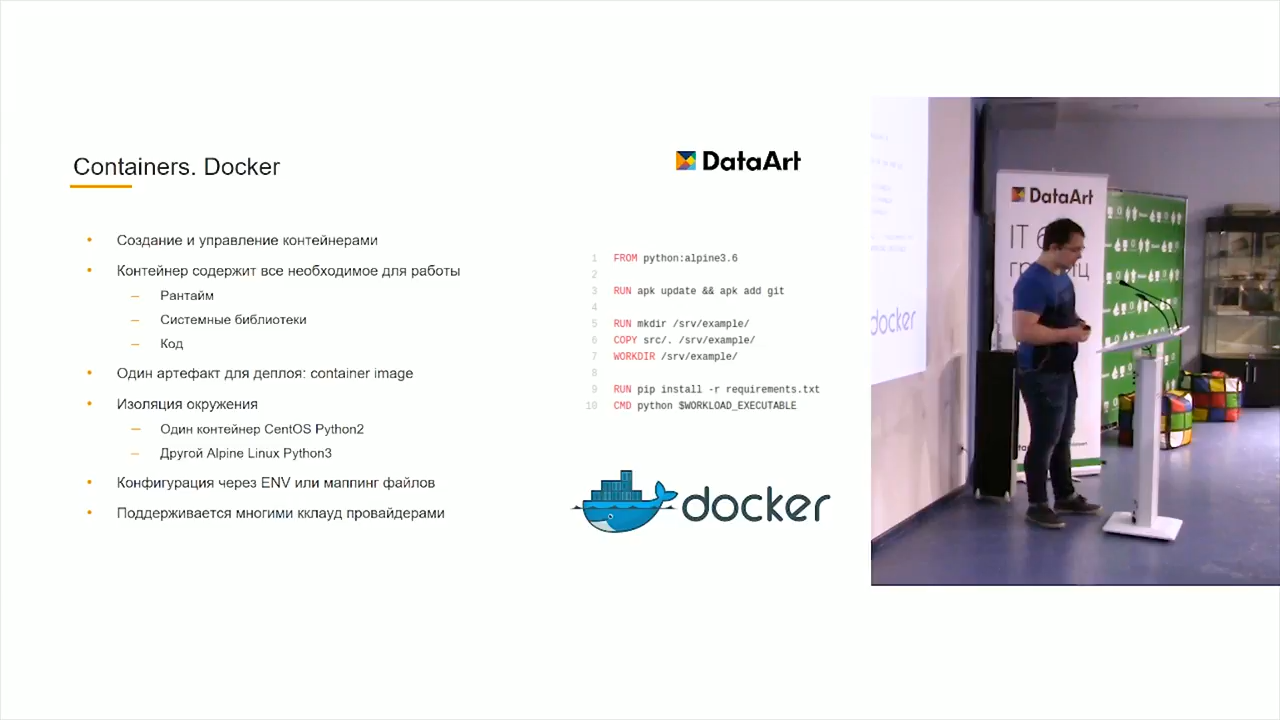 Containers. Docker
DataArt
Создание и управление контейнерами
Контейнер содержит все необходимое для работы
Рантайм
Системные библиотеки
Код
Один артефакт для деплоя: container image
Изоляция окружения
Один контейнер CentOS Python2
Другой Alpine Linux Python3
Конфигурация через ENV или маппинг файлов
Поддерживается многими кклауд провайдерами
1 FROM python:alpine3.6
2
3 RUN apk update && apk add git
4
5 RUN mkdir /srv/example/
6 COPY src/. /srv/example/
7 WORKDIR /srv/example/
8
9 RUN pip install -r requirements.txt
10 CMD python $WORKLOAD_EXECUTABLE
docker
DataArt
IT
docker